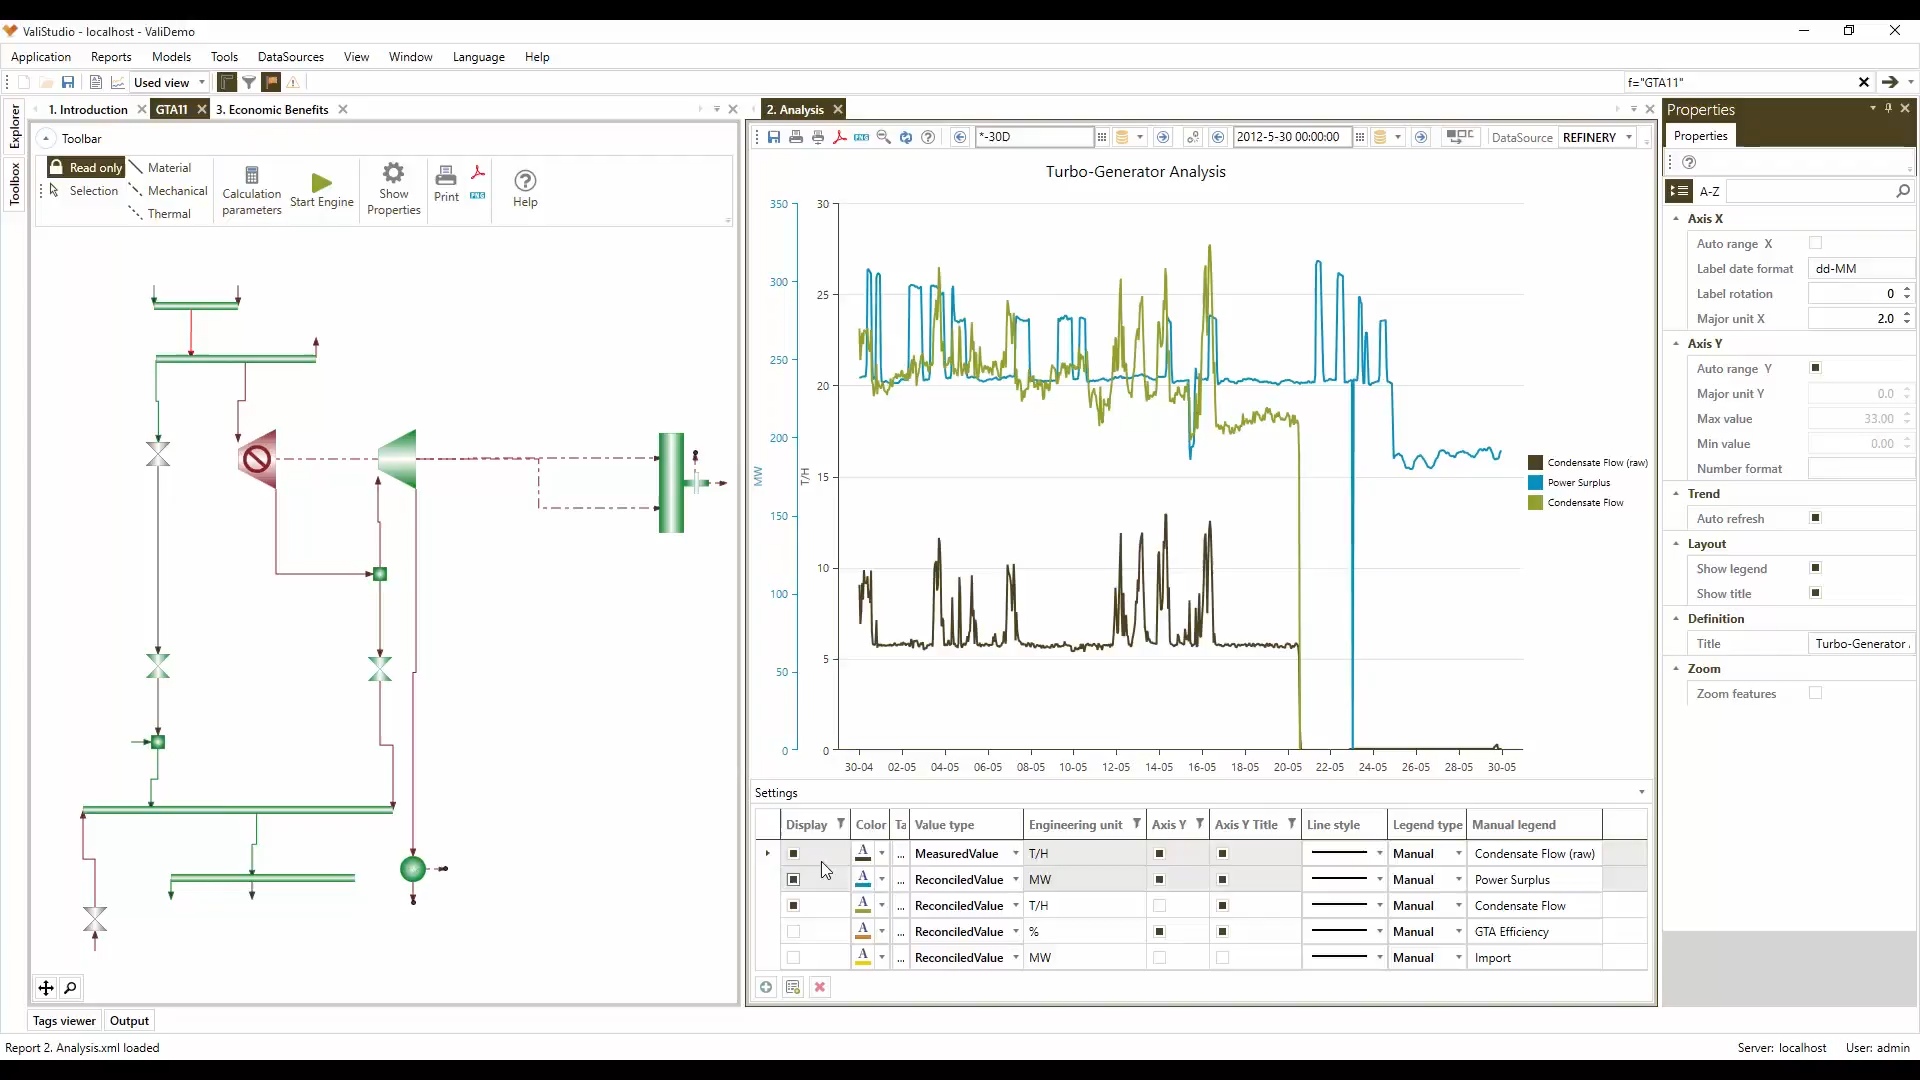 ValiStudio - localhost - ValiDemo
Application Reports Models Tools DataSources View Window Language Help
Used view
f="GTA11"
Explorer
Toolbox
1. Introduction GTA11 3. Economic Benefits
Toolbar
Read only
Selection
Material
Mechanical
Thermal
Calculation
parameters
Start Engine
Show
Properties
Print
PNG
Help
2. Analysis
PNG *-30D 2012-5-30 00:00:00 DataSource REFINERY
Turbo-Generator Analysis
350
300
250
200
150
100
50
0
MW
30
25
20
15
10
5
0
T/H
30-04 02-05 04-05 06-05 08-05 10-05 12-05 14-05 16-05 18-05 20-05 22-05 24-05 26-05 28-05 30-05
Condensate Flow (raw)
Power Surplus
Condensate Flow
Settings
Display Color Ta Value type Engineering unit Axis Y Axis Y Title Line style Legend type Manual legend
A ... MeasuredValue T/H Manual Condensate Flow (raw)
A ... ReconciledValue MW Manual Power Surplus
A ... ReconciledValue T/H Manual Condensate Flow
A ... ReconciledValue % Manual GTA Efficiency
A ... ReconciledValue MW Manual Import
Properties
Properties
A-Z
Axis X
Auto range X
Label date format dd-MM
Label rotation 0
Major unit X 2.0
Axis Y
Auto range Y
Major unit Y 0.0
Max value 33.00
Min value 0.00
Number format
Trend
Auto refresh
Layout
Show legend
Show title
Definition
Title Turbo-Generator
Zoom
Zoom features
Tags viewer Output
Report 2. Analysis.xml loaded
Server: localhost User: admin